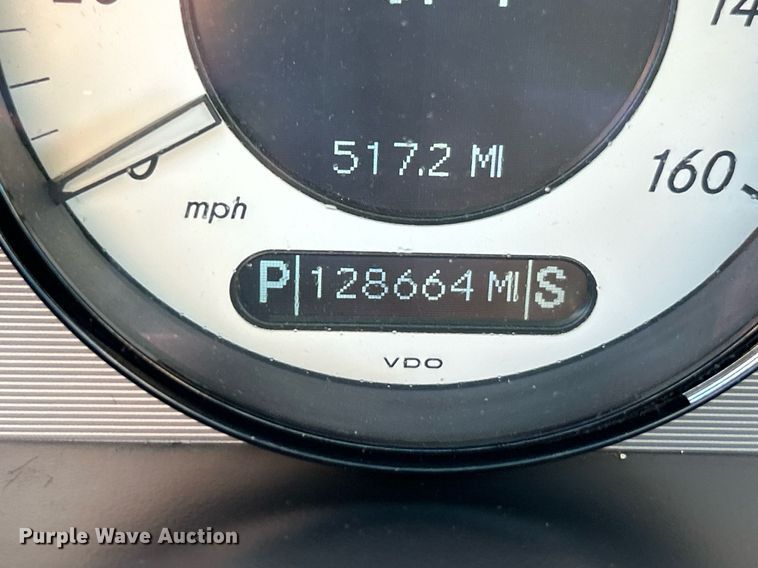 517.2 MI
160
mph
P 128664 MI S
VDO
Purple Wave Auction